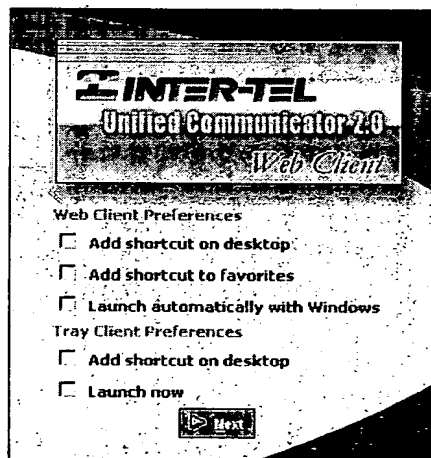 INTER-TEL
Unified Communicator 2.0
Web Client
Web Client Preferences
Add shortcut on desktop
Add shortcut to favorites
Launch automatically with Windows
Tray Client Preferences
Add shortcut on desktop
Launch now
Next